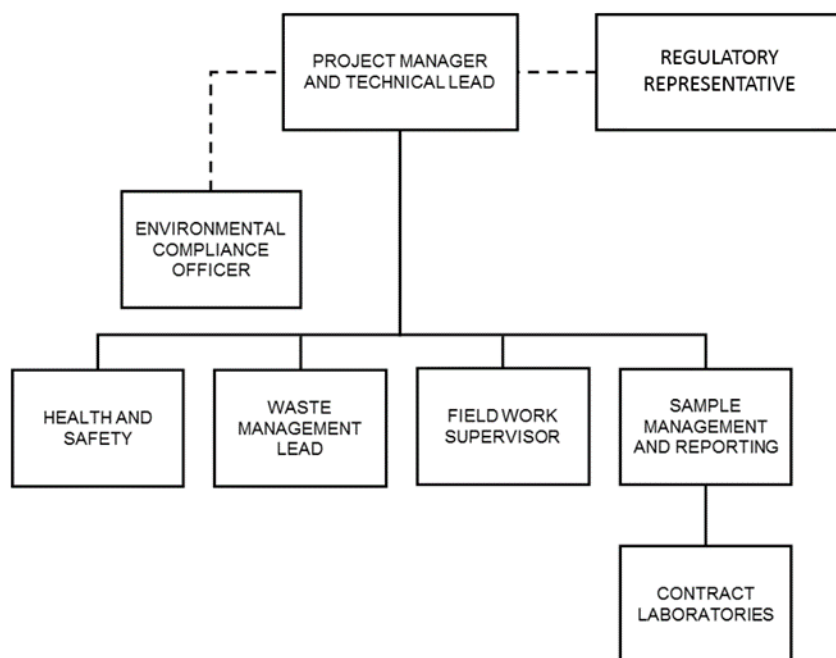 PROJECT MANAGER
AND TECHNICAL LEAD
REGULATORY
REPRESENTATIVE
ENVIRONMENTAL
COMPLIANCE
OFFICER
HEALTH AND
SAFETY
WASTE
MANAGEMENT
LEAD
FIELD WORK
SUPERVISOR
SAMPLE
MANAGEMENT
AND REPORTING
CONTRACT
LABORATORIES